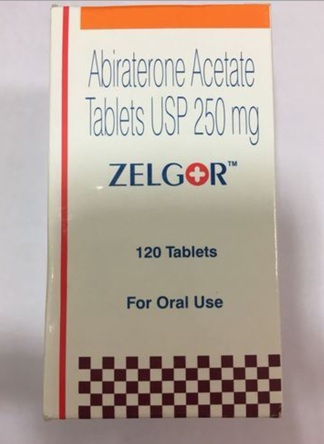 Abiraterone Acetate
Tablets USP 250 mg
ZELGOR™
120 Tablets
For Oral Use